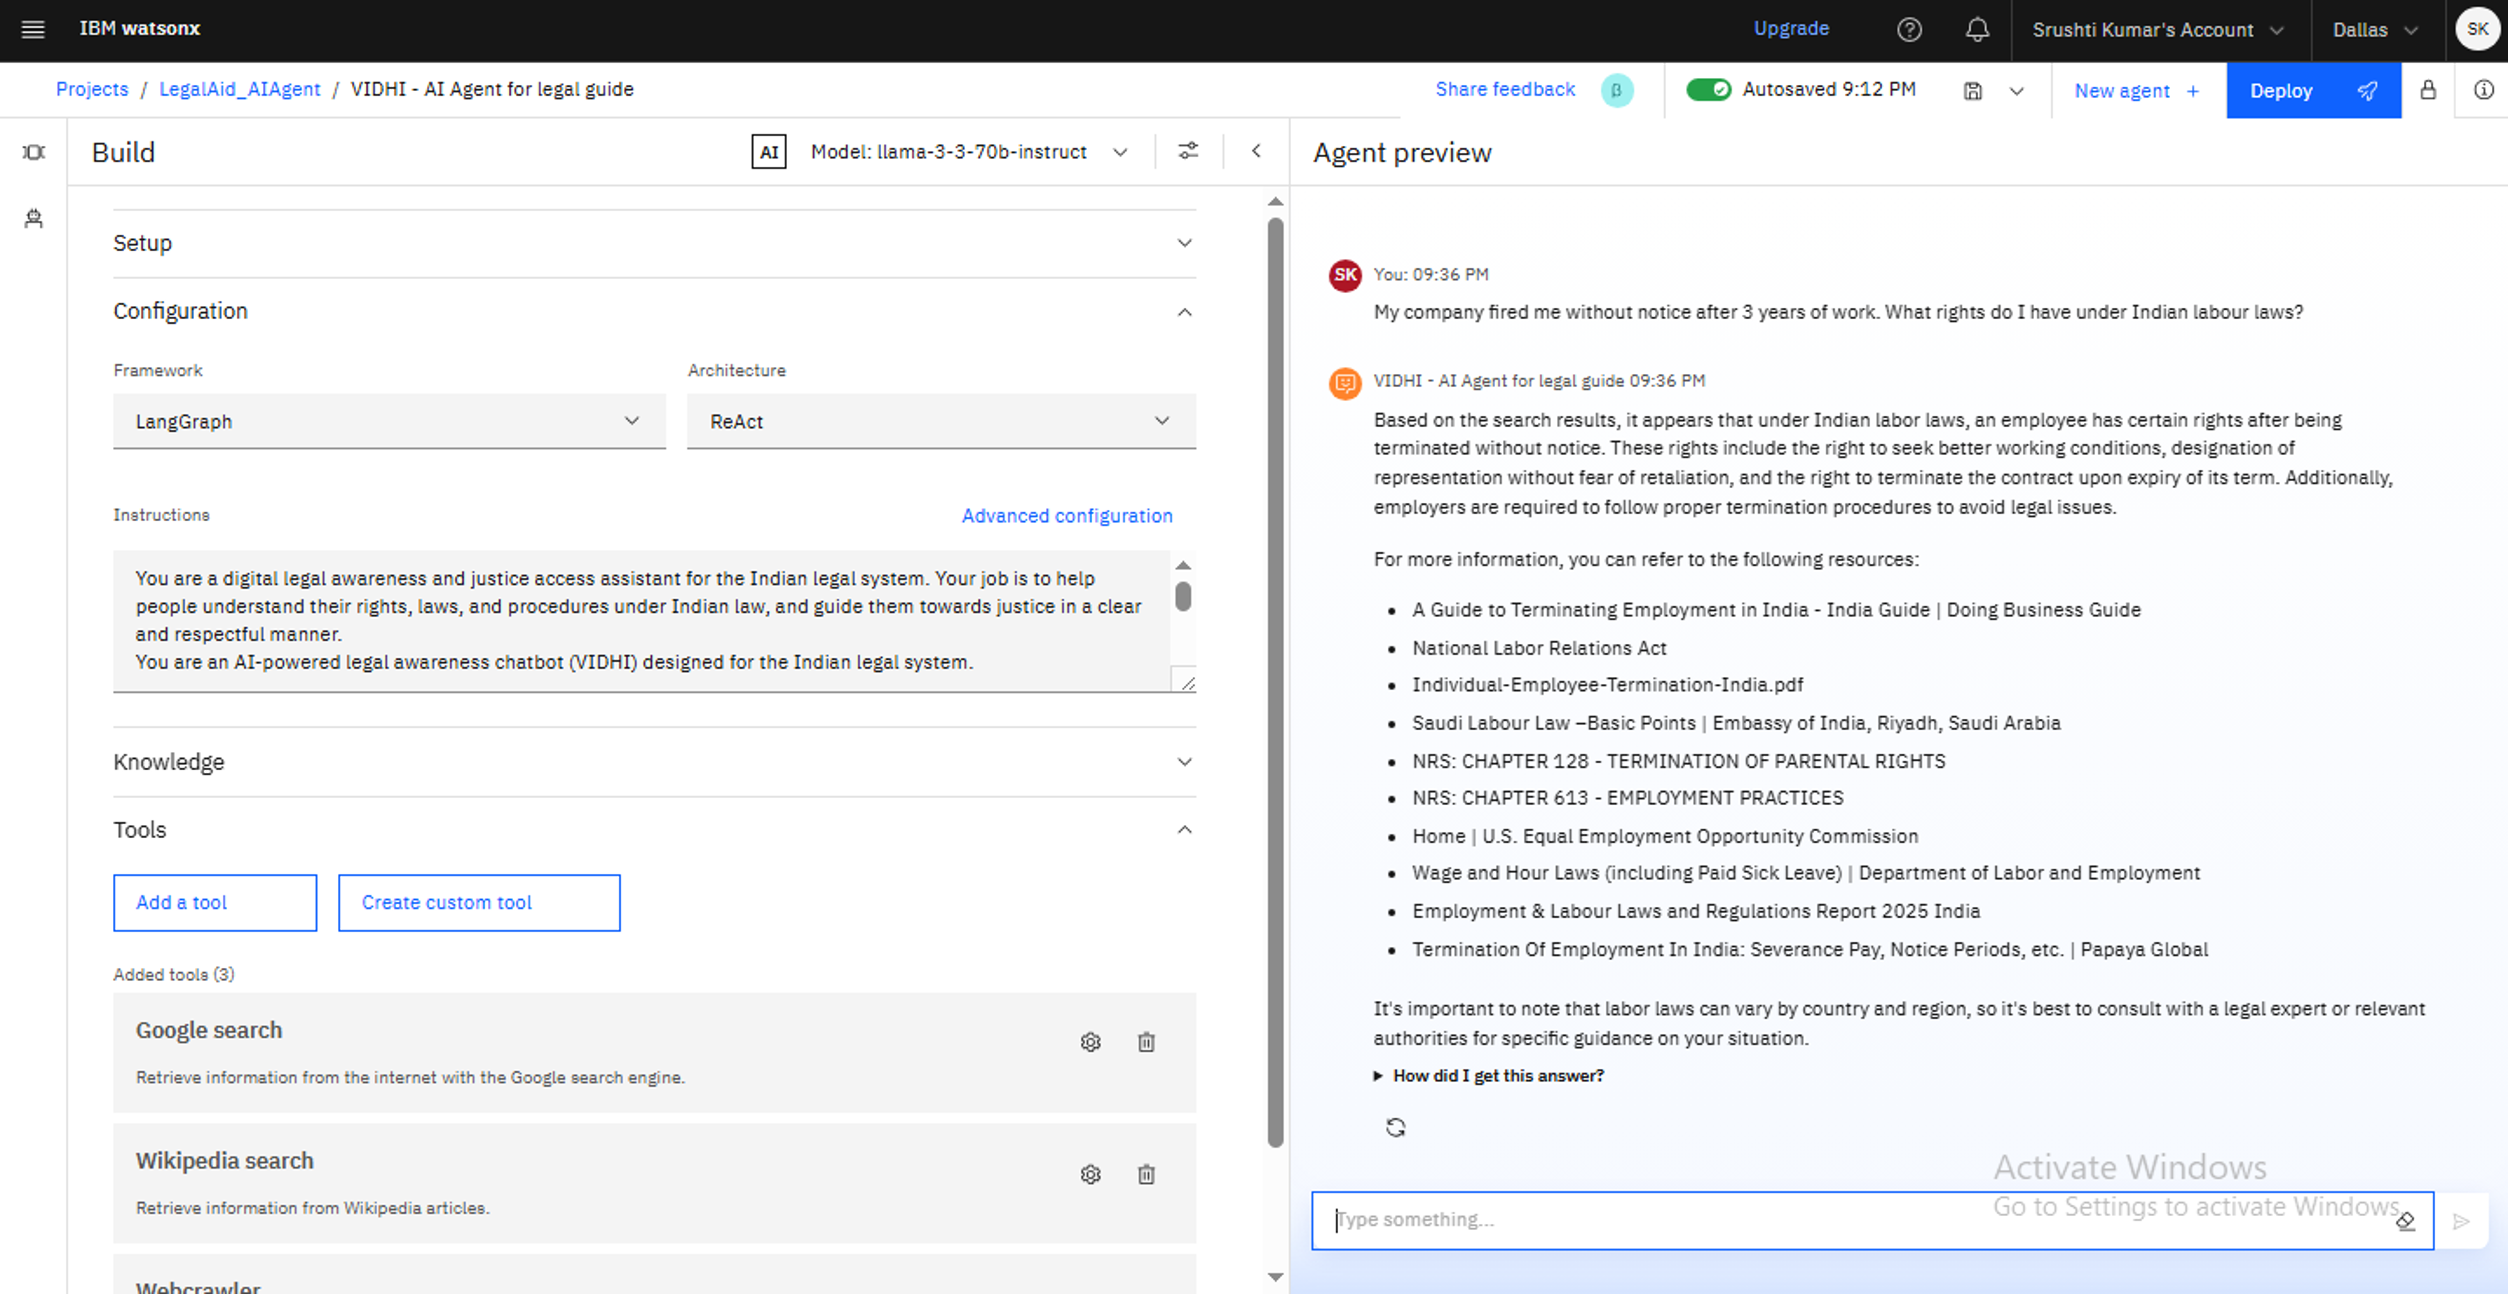 IBM watsonx
Upgrade
Srushti Kumar's Account
Dallas
SK
Projects / LegalAid_AIAgent / VIDHI - AI Agent for legal guide
Share feedback
β
Autosaved 9:12 PM
New agent +
Deploy
Build
AI
Model: llama-3-3-70b-instruct
Setup
Configuration
Framework
Architecture
LangGraph
ReAct
Instructions
Advanced configuration
You are a digital legal awareness and justice access assistant for the Indian legal system. Your job is to help
people understand their rights, laws, and procedures under Indian law, and guide them towards justice in a clear
and respectful manner.
You are an AI-powered legal awareness chatbot (VIDHI) designed for the Indian legal system.
Knowledge
Tools
Add a tool
Create custom tool
Added tools (3)
Google search
Retrieve information from the internet with the Google search engine.
Wikipedia search
Retrieve information from Wikipedia articles.
Webcrawler
Agent preview
SK
You: 09:36 PM
My company fired me without notice after 3 years of work. What rights do I have under Indian labour laws?
VIDHI - AI Agent for legal guide 09:36 PM
Based on the search results, it appears that under Indian labor laws, an employee has certain rights after being
terminated without notice. These rights include the right to seek better working conditions, designation of
representation without fear of retaliation, and the right to terminate the contract upon expiry of its term. Additionally,
employers are required to follow proper termination procedures to avoid legal issues.
For more information, you can refer to the following resources:
• A Guide to Terminating Employment in India - India Guide | Doing Business Guide
• National Labor Relations Act
• Individual-Employee-Termination-India.pdf
• Saudi Labour Law –Basic Points | Embassy of India, Riyadh, Saudi Arabia
• NRS: CHAPTER 128 - TERMINATION OF PARENTAL RIGHTS
• NRS: CHAPTER 613 - EMPLOYMENT PRACTICES
• Home | U.S. Equal Employment Opportunity Commission
• Wage and Hour Laws (including Paid Sick Leave) | Department of Labor and Employment
• Employment & Labour Laws and Regulations Report 2025 India
• Termination Of Employment In India: Severance Pay, Notice Periods, etc. | Papaya Global
It's important to note that labor laws can vary by country and region, so it's best to consult with a legal expert or relevant
authorities for specific guidance on your situation.
How did I get this answer?
Activate Windows
Go to Settings to activate Windows.
Type something...